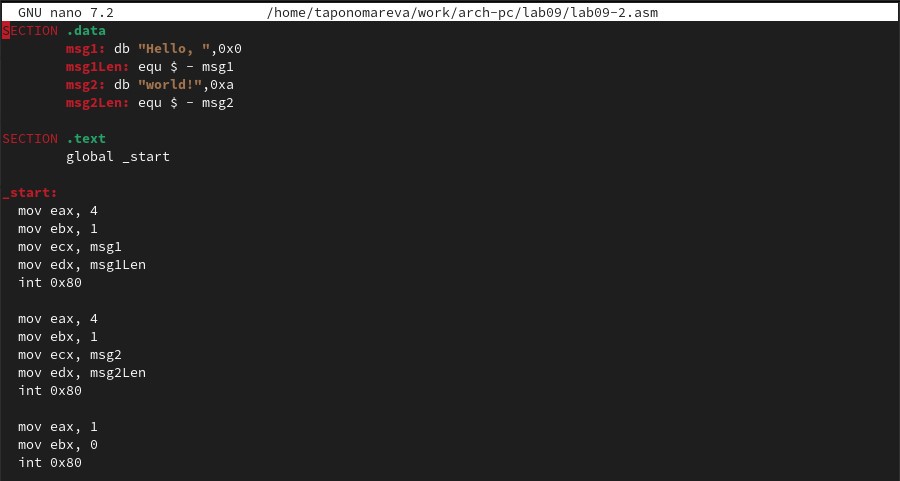 GNU nano 7.2 /home/taponomareva/work/arch-pc/lab09/lab09-2.asm
SECTION .data
msg1: db "Hello, ",0x0
msg1Len: equ $ - msg1
msg2: db "world!",0xa
msg2Len: equ $ - msg2
SECTION .text
global _start
_start:
mov eax, 4
mov ebx, 1
mov ecx, msg1
mov edx, msg1Len
int 0x80
mov eax, 4
mov ebx, 1
mov ecx, msg2
mov edx, msg2Len
int 0x80
mov eax, 1
mov ebx, 0
int 0x80